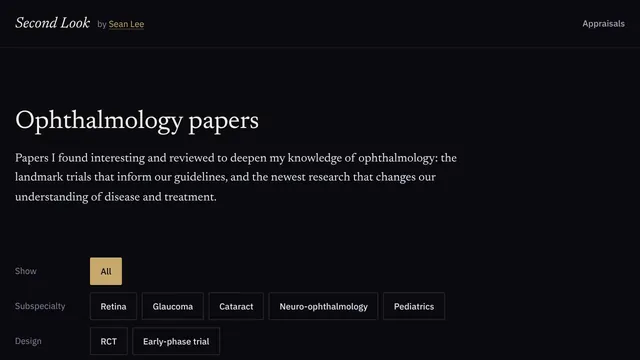 Second Look by Sean Lee Appraisals
Ophthalmology papers
Papers I found interesting and reviewed to deepen my knowledge of ophthalmology: the
landmark trials that inform our guidelines, and the newest research that changes our
understanding of disease and treatment.
Show All
Subspecialty Retina Glaucoma Cataract Neuro-ophthalmology Pediatrics
Design RCT Early-phase trial